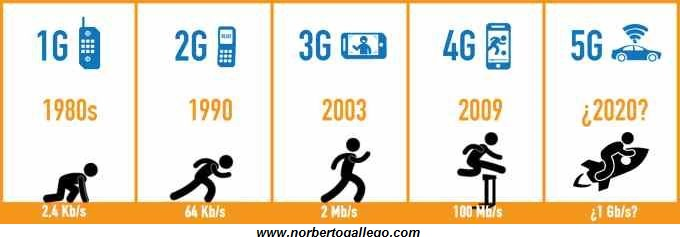 1G
2G
3G
4G
5G
1980s
1990
2003
2009
¿2020?
2.4 Kb/s
64 Kb/s
2 Mb/s
100 Mb/s
¿1 Gb/s?
www.norbertogallego.com